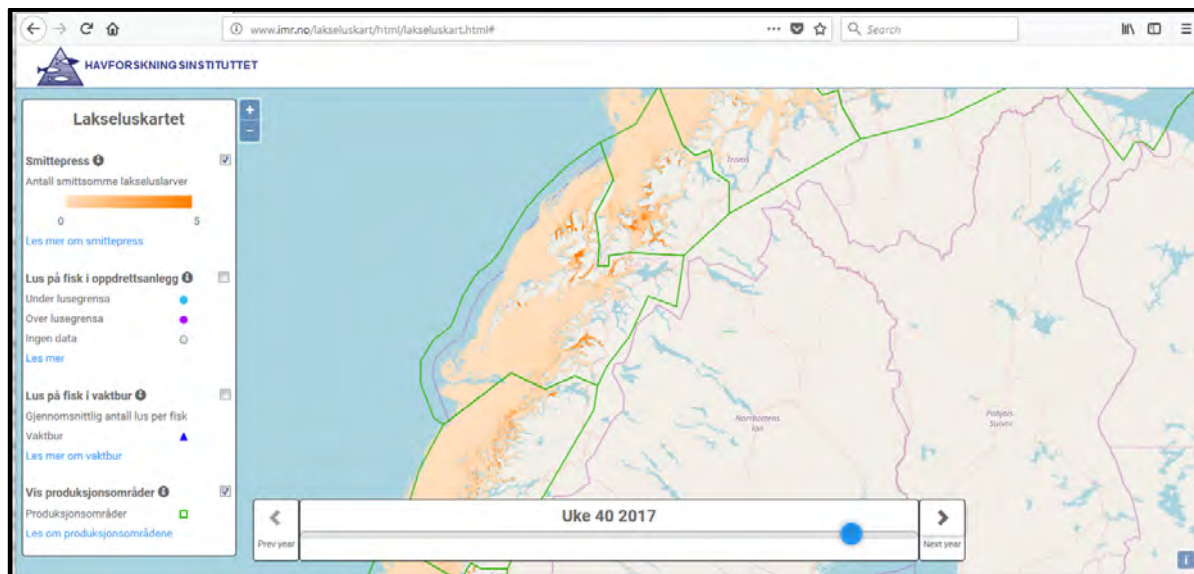 www.imr.no/lakseluskart/html/lakseluskart.html#
Search
HAVFORSKNINGSINSTITUTTET
Lakseluskartet
Smittepress
Antall smittsomme lakseluslarver
0 5
Les mer om smittepress
Lus på fisk i oppdrettsanlegg
Under lusegrensa
Over lusegrensa
Ingen data
Les mer
Lus på fisk i vaktbur
Gjennomsnittlig antall lus per fisk
Vaktbur
Les mer om vaktbur
Vis produksjonsområder
Produksjonsområder
Les om produksjonsområdene
+
−
Troms
Norrbottens
län
Pohjois-
Suomi
Uke 40 2017
Prev year
Next year